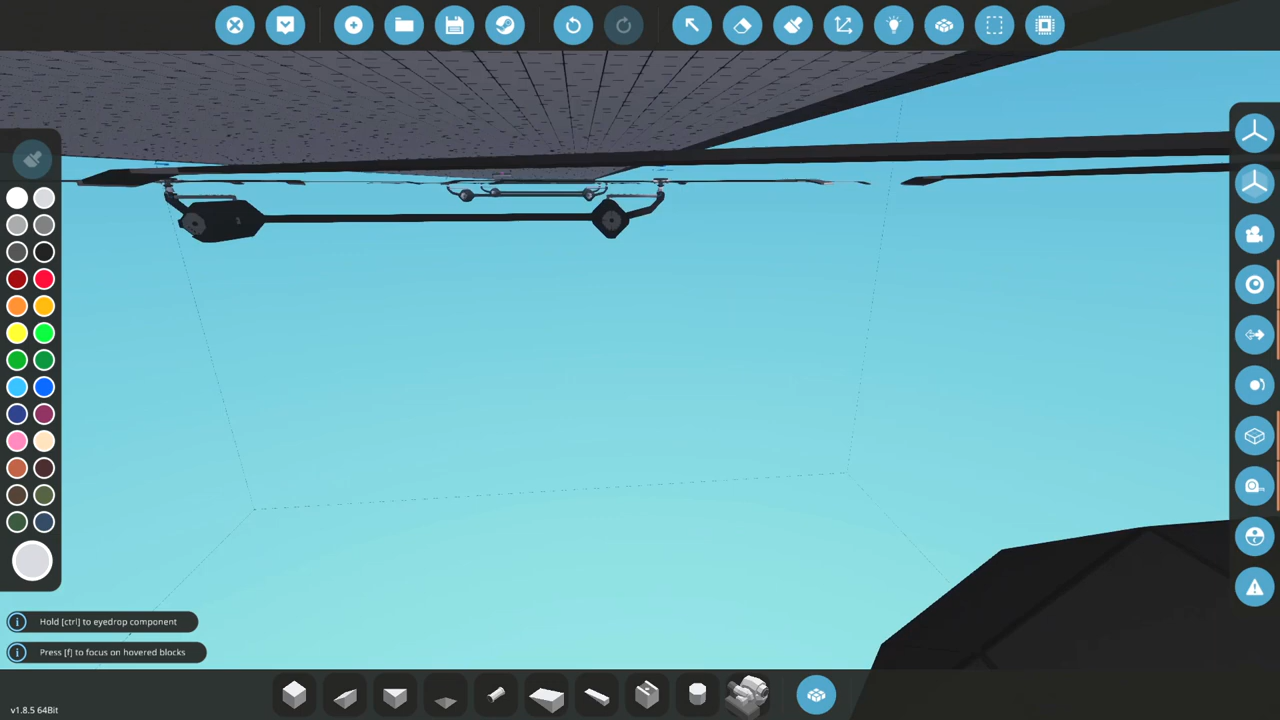 Hold [ctrl] to eyedrop component
Press [f] to focus on hovered blocks
v1.8.5 64Bit